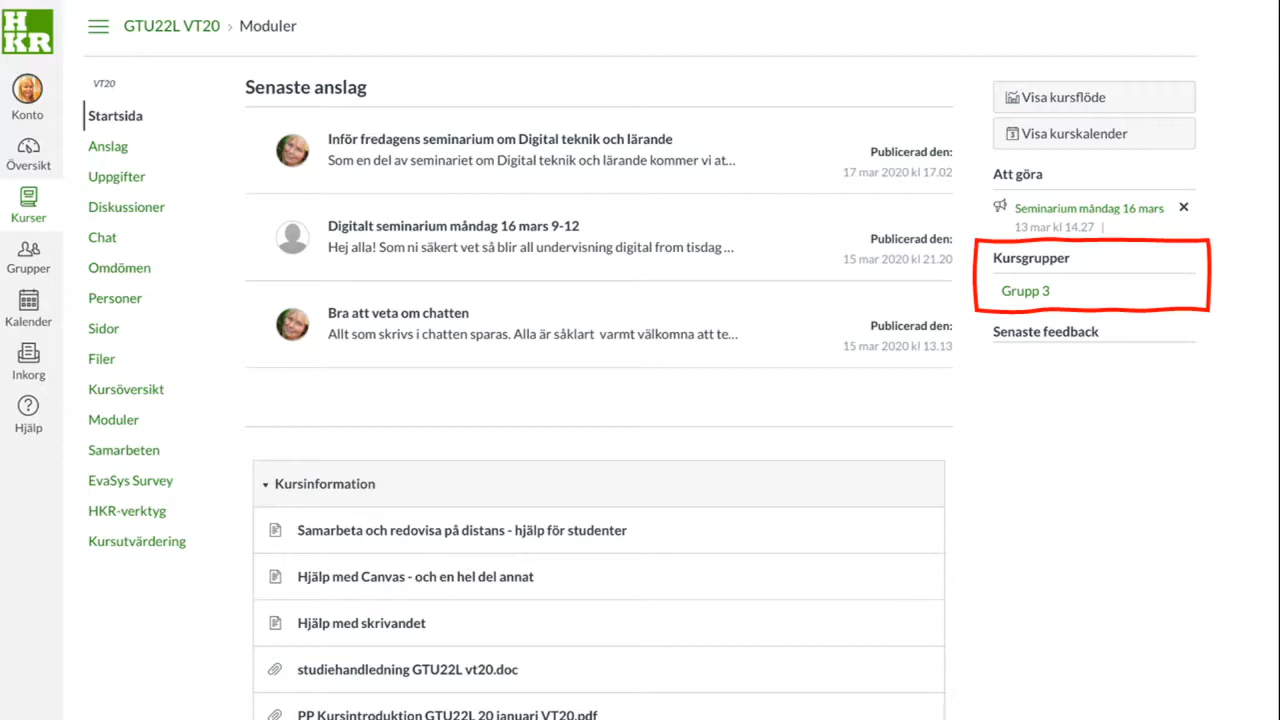 HKR
GTU22L VT20 › Moduler
Konto
Översikt
Kurser
Grupper
Kalender
Inkorg
Hjälp
VT20
Startsida
Anslag
Uppgifter
Diskussioner
Chat
Omdömen
Personer
Sidor
Filer
Kursöversikt
Moduler
Samarbeten
EvaSys Survey
HKR-verktyg
Kursutvärdering
Senaste anslag
Inför fredagens seminarium om Digital teknik och lärande
Som en del av seminariet om Digital teknik och lärande kommer vi at...
Publicerad den:
17 mar 2020 kl 17.02
Digitalt seminarium måndag 16 mars 9-12
Hej alla! Som ni säkert vet så blir all undervisning digital from tisdag ...
Publicerad den:
15 mar 2020 kl 21.20
Bra att veta om chatten
Allt som skrivs i chatten sparas. Alla är såklart varmt välkomna att te...
Publicerad den:
15 mar 2020 kl 13.13
Kursinformation
Samarbeta och redovisa på distans - hjälp för studenter
Hjälp med Canvas - och en hel del annat
Hjälp med skrivandet
studiehandledning GTU22L vt20.doc
PP Kursintroduktion GTU22L 20 januari VT20.pdf
Visa kursflöde
Visa kurskalender
Att göra
Seminarium måndag 16 mars
13 mar kl 14.27 |
Kursgrupper
Grupp 3
Senaste feedback